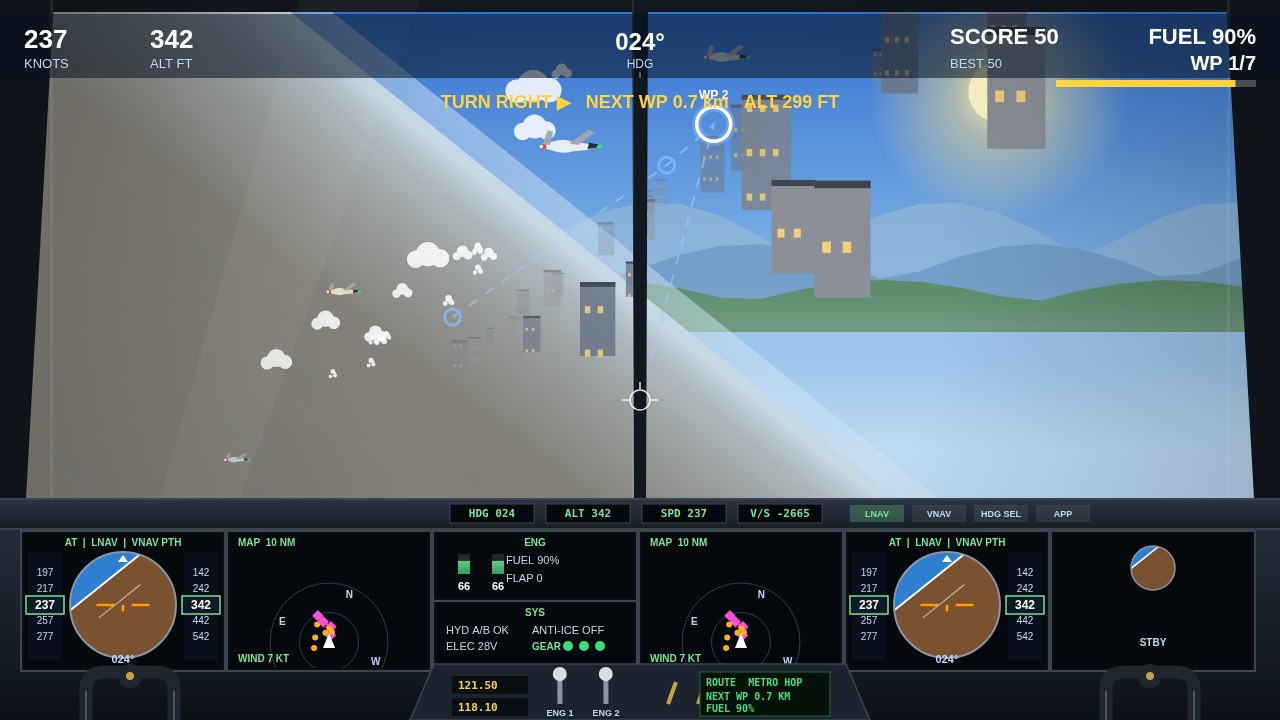 237
KNOTS
342
ALT FT
024°
HDG
SCORE 50
BEST 50
FUEL 90%
WP 1/7
WP 2
TURN RIGHT ▶ NEXT WP 0.7 km ALT 299 FT
HDG 024
ALT 342
SPD 237
V/S -2665
LNAV
VNAV
HDG SEL
APP
AT | LNAV | VNAV PTH
197
217
237
257
277
142
242
342
442
542
024°
MAP 10 NM
N
E
W
WIND 7 KT
ENG
FUEL 90%
FLAP 0
66
66
SYS
HYD A/B OK
ANTI-ICE OFF
ELEC 28V
GEAR
MAP 10 NM
N
E
W
WIND 7 KT
AT | LNAV | VNAV PTH
197
217
237
257
277
142
242
342
442
542
024°
STBY
121.50
118.10
ENG 1
ENG 2
ROUTE METRO HOP
NEXT WP 0.7 KM
FUEL 90%